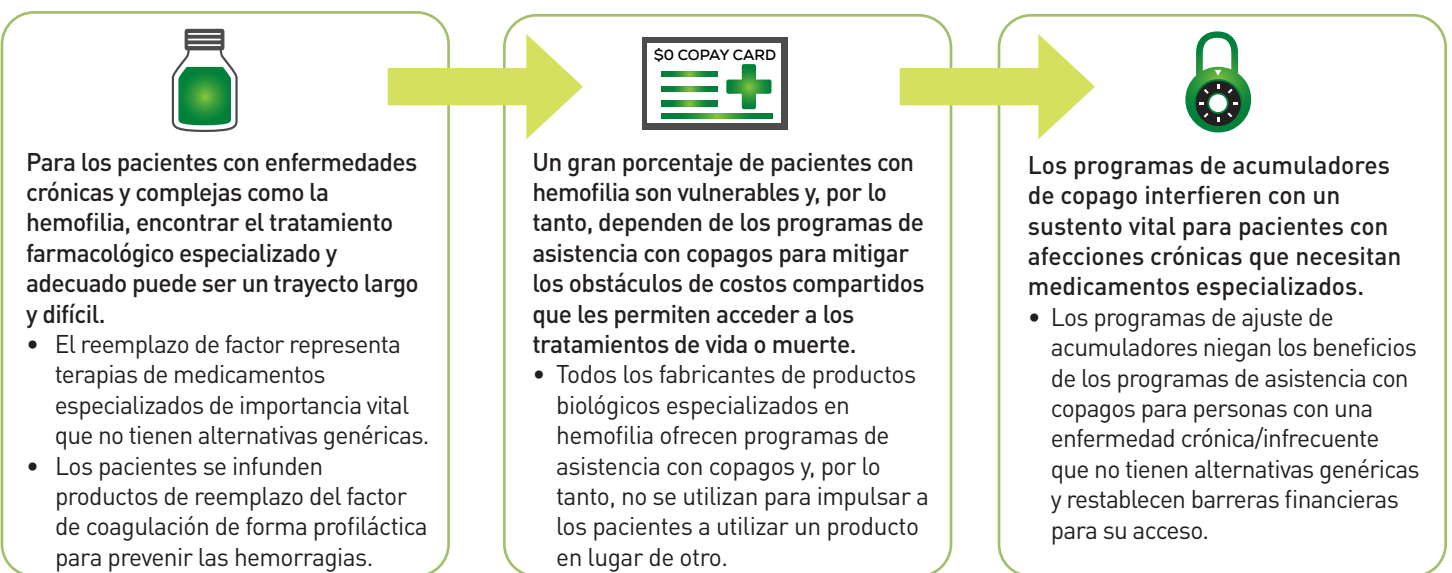 Para los pacientes con enfermedades
crónicas y complejas como la
hemofilia, encontrar el tratamiento
farmacológico especializado y
adecuado puede ser un trayecto largo
y difícil.
• El reemplazo de factor representa
terapias de medicamentos
especializados de importancia vital
que no tienen alternativas genéricas.
• Los pacientes se infunden
productos de reemplazo del factor
de coagulación de forma profiláctica
para prevenir las hemorragias.
$0 COPAY CARD
Un gran porcentaje de pacientes con
hemofilia son vulnerables y, por lo
tanto, dependen de los programas de
asistencia con copagos para mitigar
los obstáculos de costos compartidos
que les permiten acceder a los
tratamientos de vida o muerte.
• Todos los fabricantes de productos
biológicos especializados en
hemofilia ofrecen programas de
asistencia con copagos y, por lo
tanto, no se utilizan para impulsar a
los pacientes a utilizar un producto
en lugar de otro.
Los programas de acumuladores
de copago interfieren con un
sustento vital para pacientes con
afecciones crónicas que necesitan
medicamentos especializados.
• Los programas de ajuste de
acumuladores niegan los beneficios
de los programas de asistencia con
copagos para personas con una
enfermedad crónica/infrecuente
que no tienen alternativas genéricas
y restablecen barreras financieras
para su acceso.